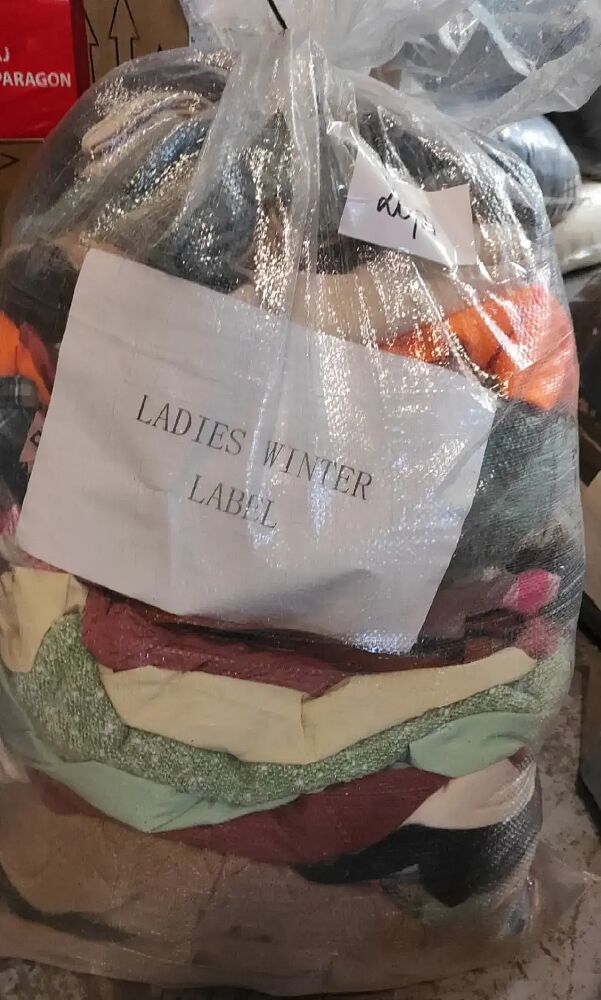 J
PARAGON
LADIES WINTER
LABEL